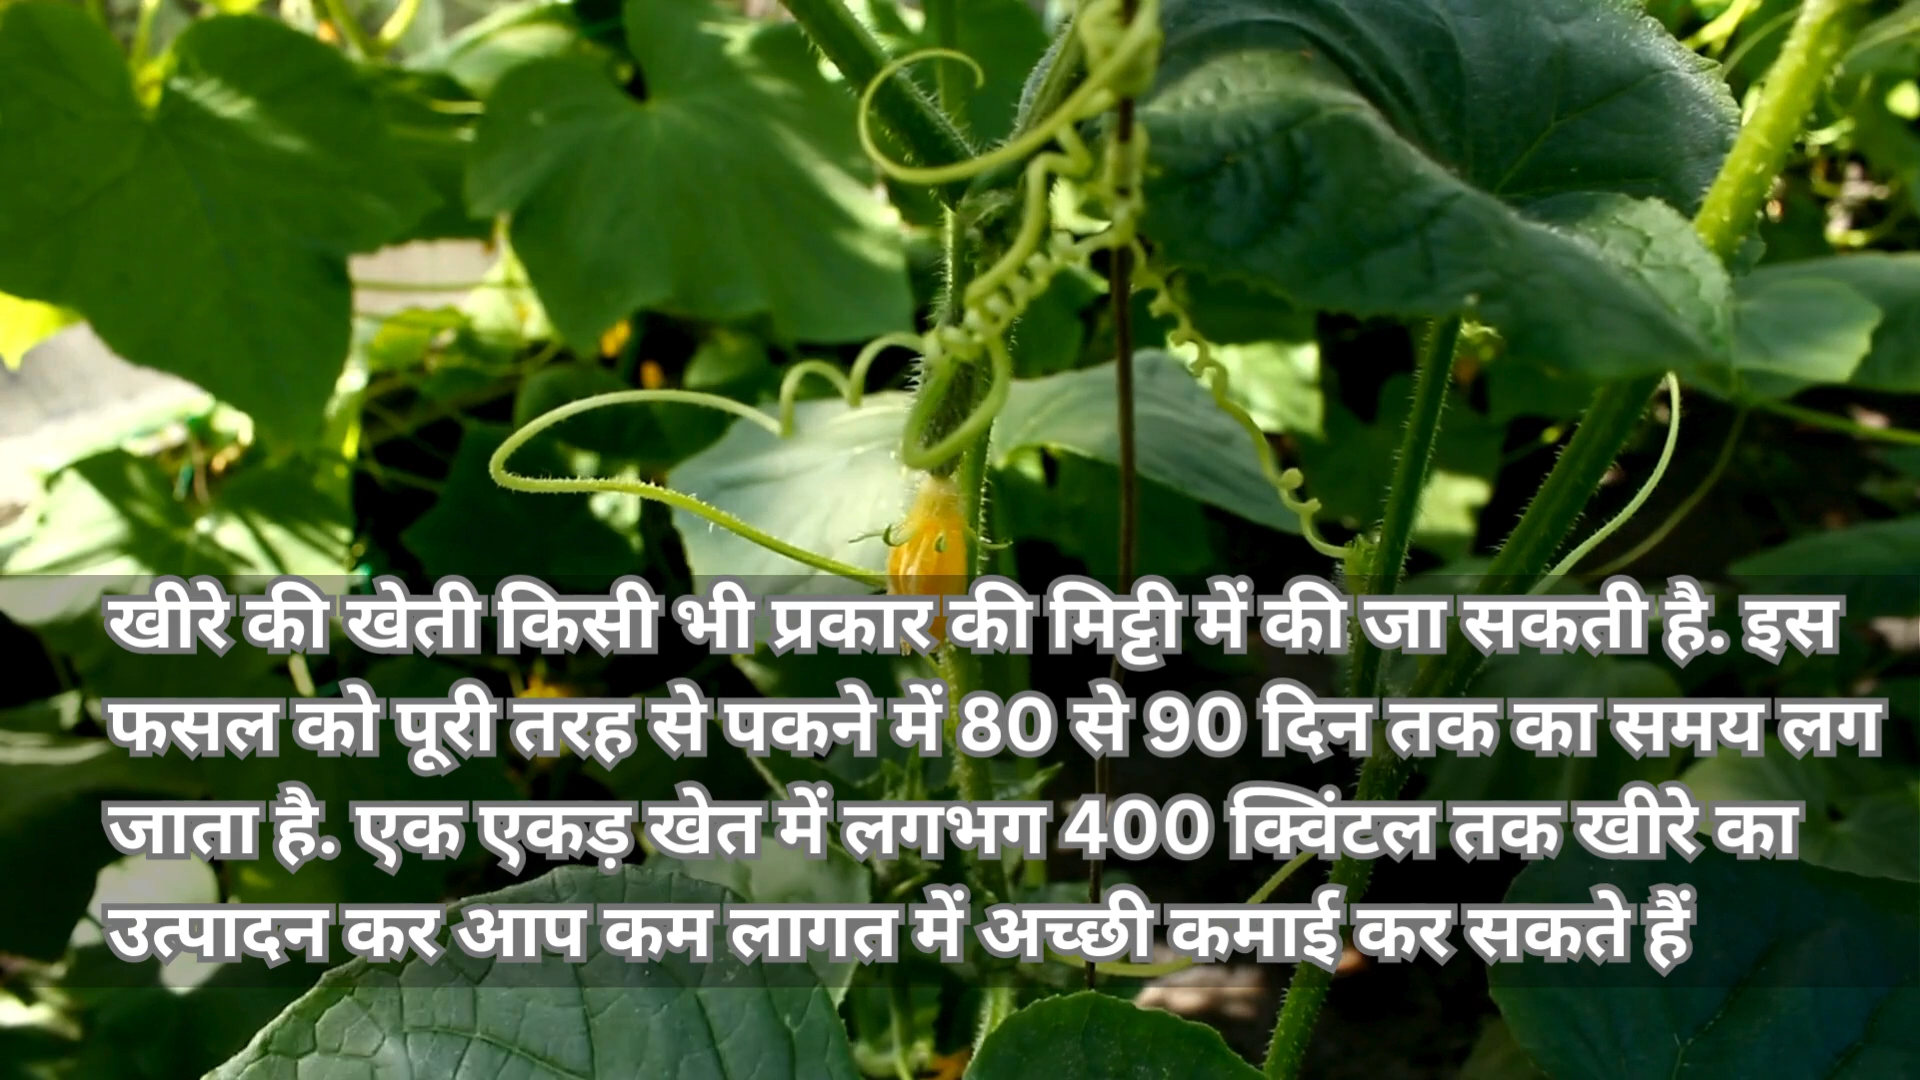 खीरे की खेती किसी भी प्रकार की मिट्टी में की जा सकती है. इस
फसल को पूरी तरह से पकने में 80 से 90 दिन तक का समय लग
जाता है. एक एकड़ खेत में लगभग 400 क्विंटल तक खीरे का
उत्पादन कर आप कम लागत में अच्छी कमाई कर सकते हैं